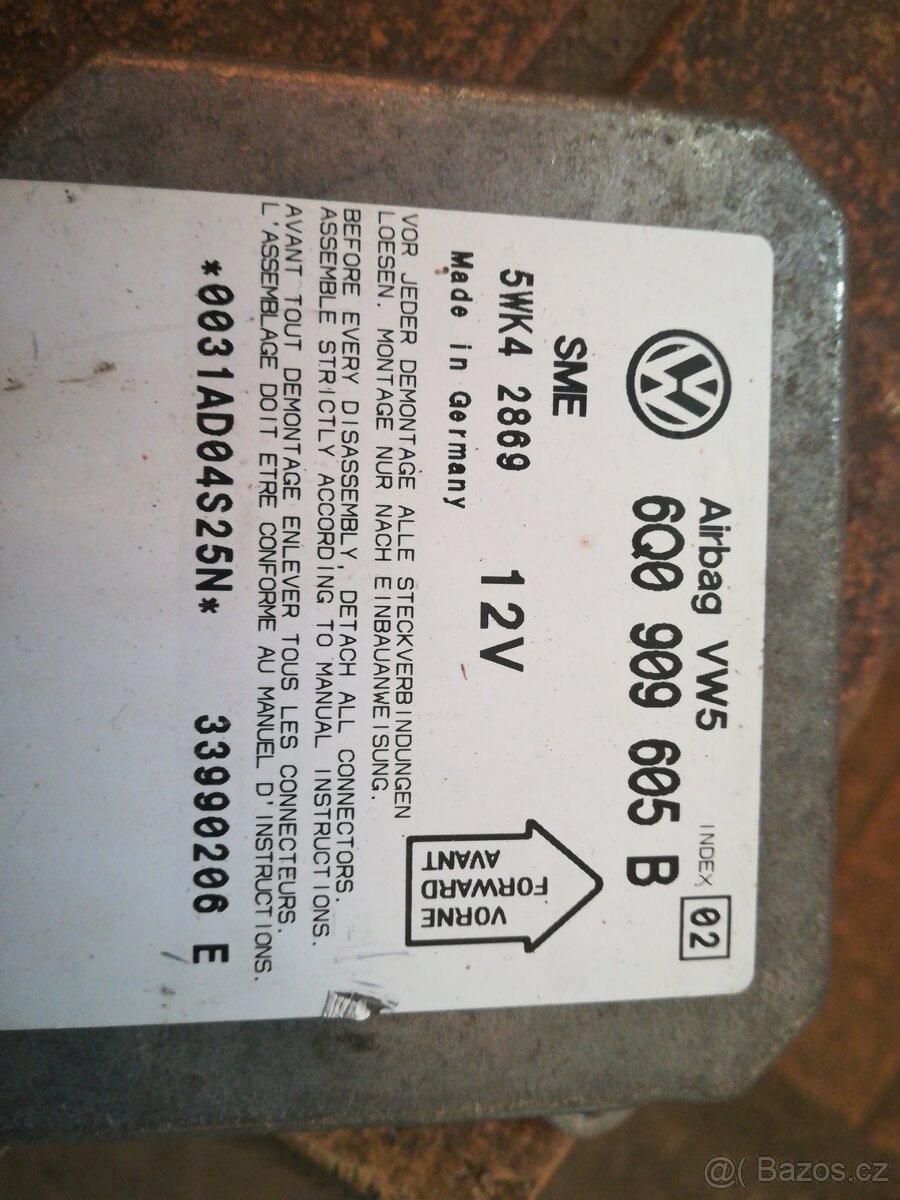 Airbag VW5
INDEX 02
6Q0 909 605 B
SME
5WK4 2869 12V
Made in Germany
VORNE
FORWARD
AVANT
VOR JEDER DEMONTAGE ALLE STECKVERBINDUNGEN
LOESEN. MONTAGE NUR NACH EINBAUANWEISUNG.
BEFORE EVERY DISASSEMBLY, DETACH ALL CONNECTORS.
ASSEMBLE STRICTLY ACCORDING TO MANUAL INSTRUCTIONS.
AVANT TOUT DEMONTAGE ENLEVER TOUS LES CONNECTEURS.
L'ASSEMBLAGE DOIT ETRE CONFORME AU MANUEL D'INSTRUCTIONS.
*0031AD04S25N* 33990206 E
@( Bazos.cz